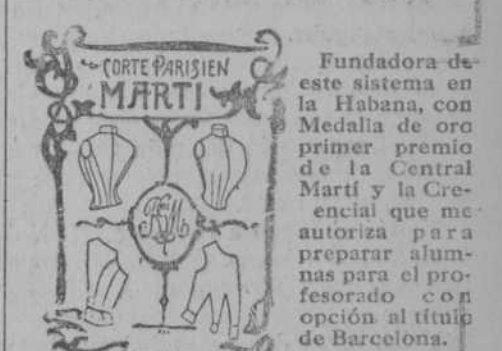 CORTE PARISIEN
MARTI
Fundadora de
este sistema en
la Habana, con
Medalla de oro
primer premio
de la Central
Martí y la Cre-
encial que me
autoriza para
preparar alum-
nas para el pro-
fesorado con
opción al título
de Barcelona.